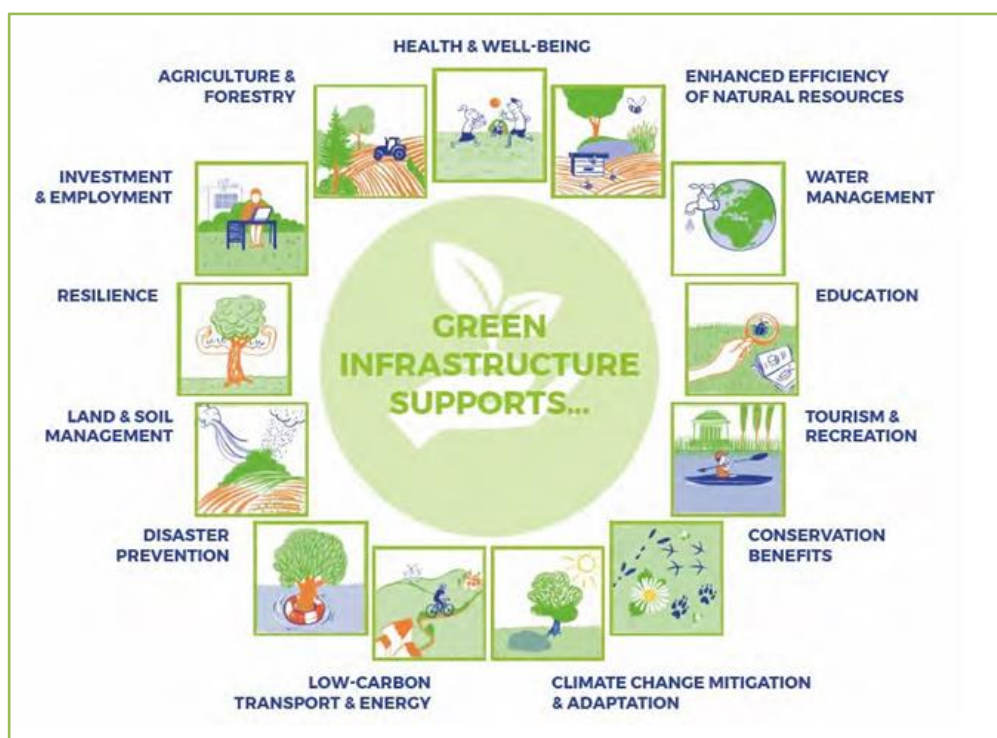 HEALTH & WELL-BEING
AGRICULTURE &
FORESTRY
ENHANCED EFFICIENCY
OF NATURAL RESOURCES
INVESTMENT
& EMPLOYMENT
WATER
MANAGEMENT
RESILIENCE
EDUCATION
GREEN
INFRASTRUCTURE
SUPPORTS...
LAND & SOIL
MANAGEMENT
TOURISM &
RECREATION
DISASTER
PREVENTION
CONSERVATION
BENEFITS
LOW-CARBON
TRANSPORT & ENERGY
CLIMATE CHANGE MITIGATION
& ADAPTATION